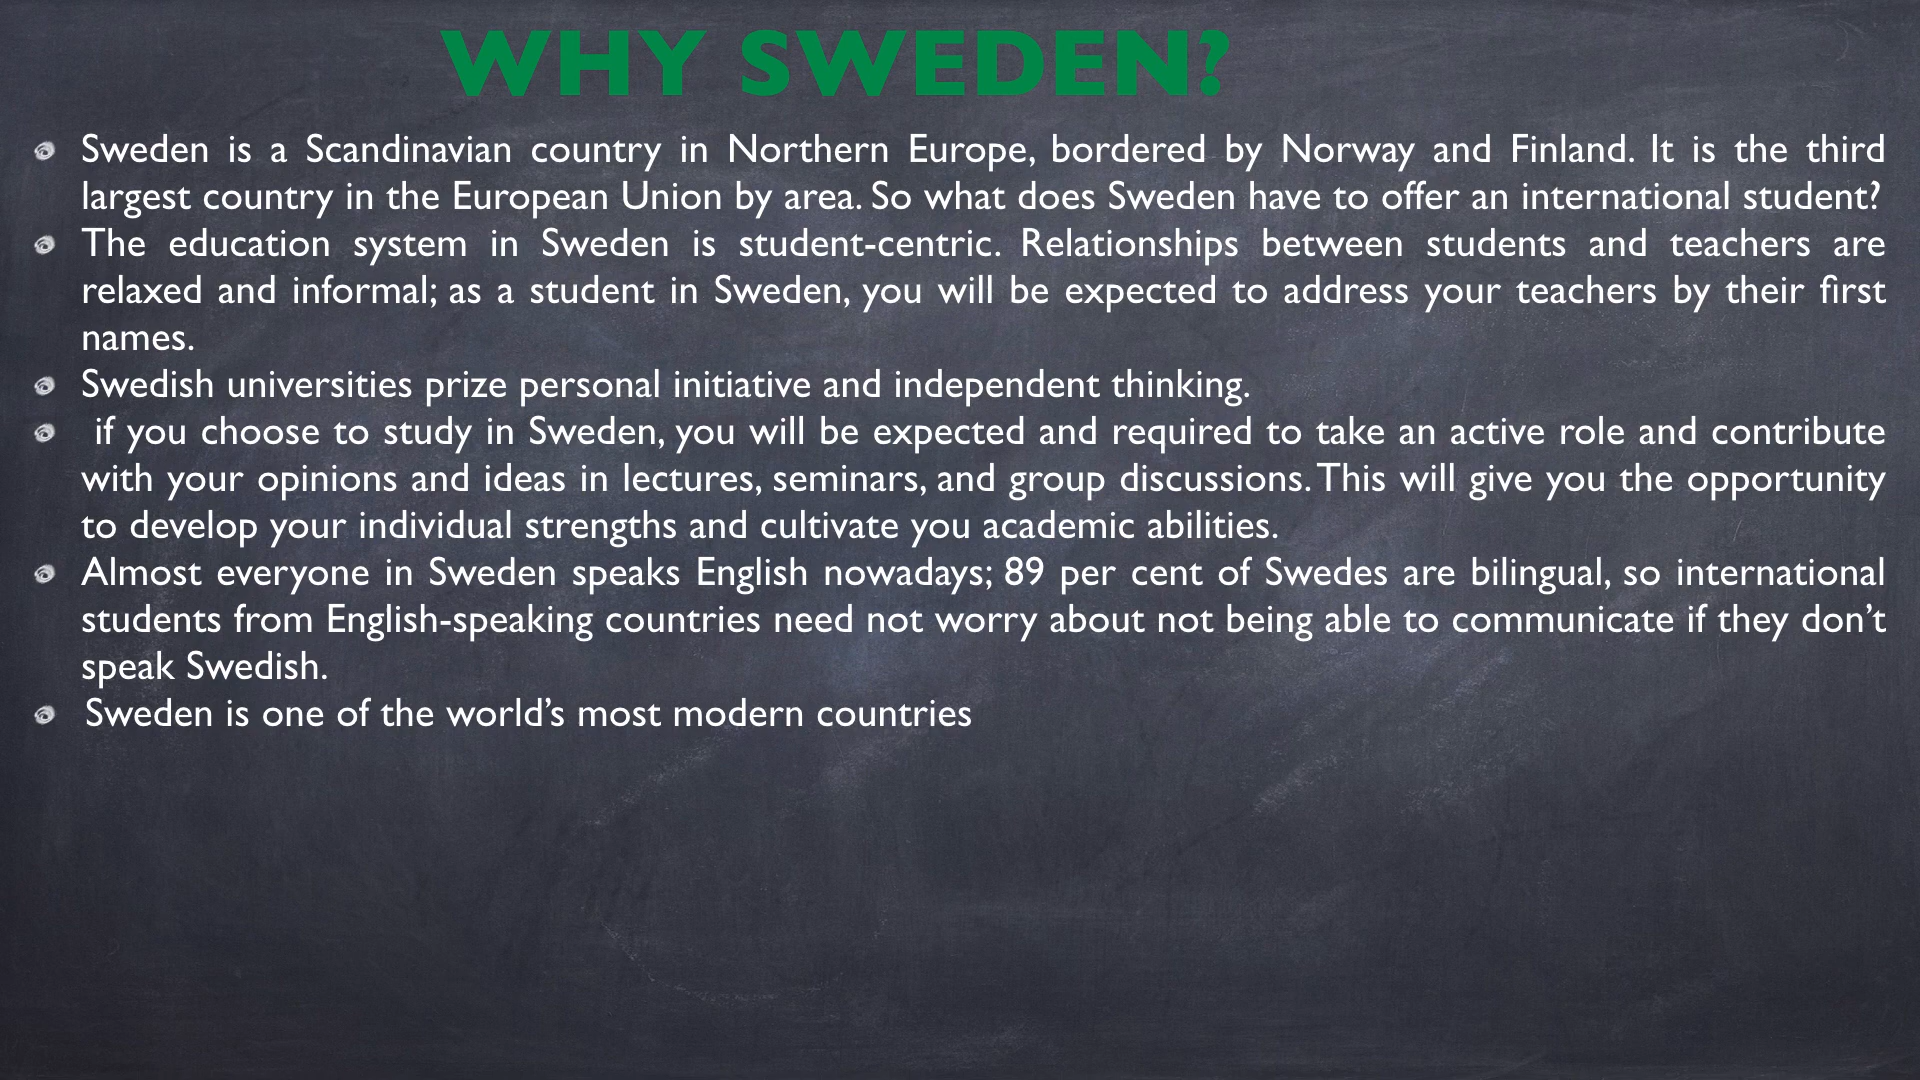 WHY SWEDEN?
Sweden is a Scandinavian country in Northern Europe, bordered by Norway and Finland. It is the third
largest country in the European Union by area. So what does Sweden have to offer an international student?
The education system in Sweden is student-centric. Relationships between students and teachers are
relaxed and informal; as a student in Sweden, you will be expected to address your teachers by their first
names.
Swedish universities prize personal initiative and independent thinking.
if you choose to study in Sweden, you will be expected and required to take an active role and contribute
with your opinions and ideas in lectures, seminars, and group discussions. This will give you the opportunity
to develop your individual strengths and cultivate you academic abilities.
Almost everyone in Sweden speaks English nowadays; 89 per cent of Swedes are bilingual, so international
students from English-speaking countries need not worry about not being able to communicate if they don’t
speak Swedish.
Sweden is one of the world’s most modern countries